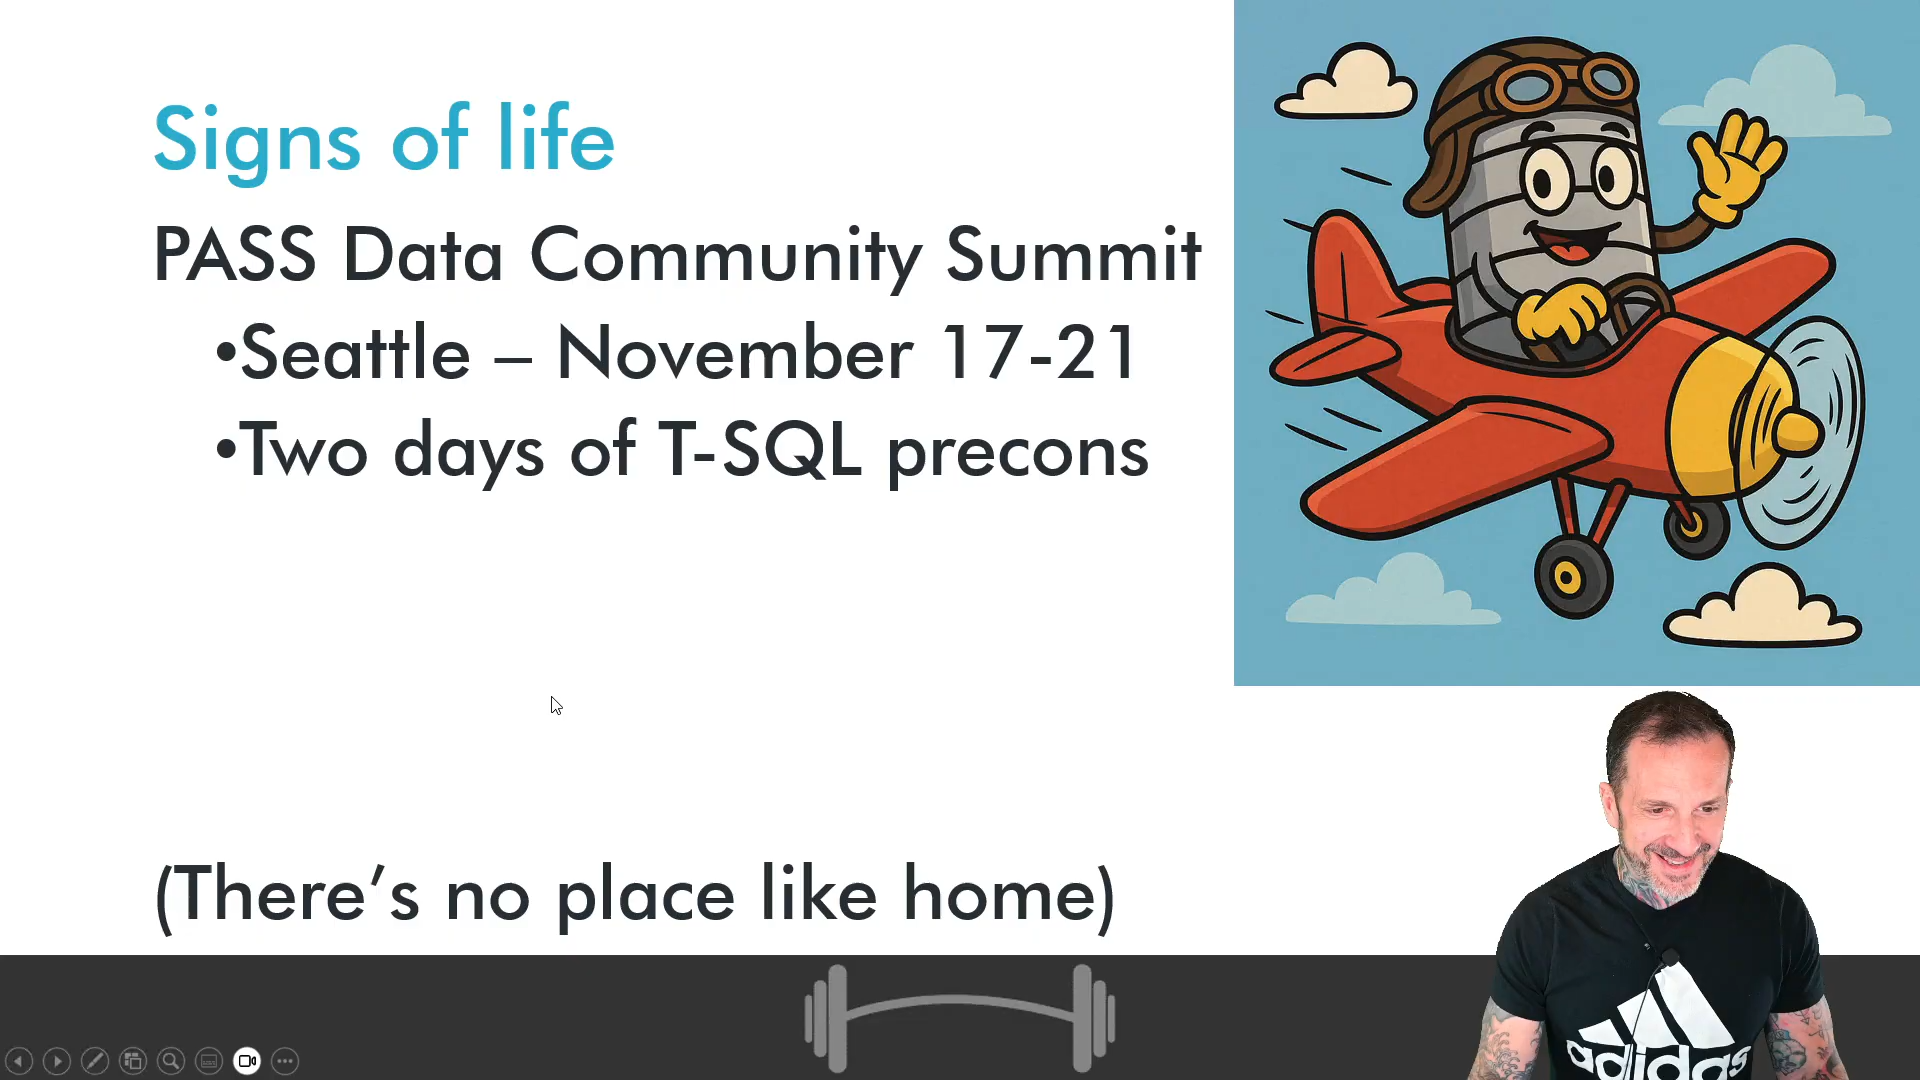 Signs of life
PASS Data Community Summit
•Seattle – November 17-21
•Two days of T-SQL precons
(There’s no place like home)
adidas